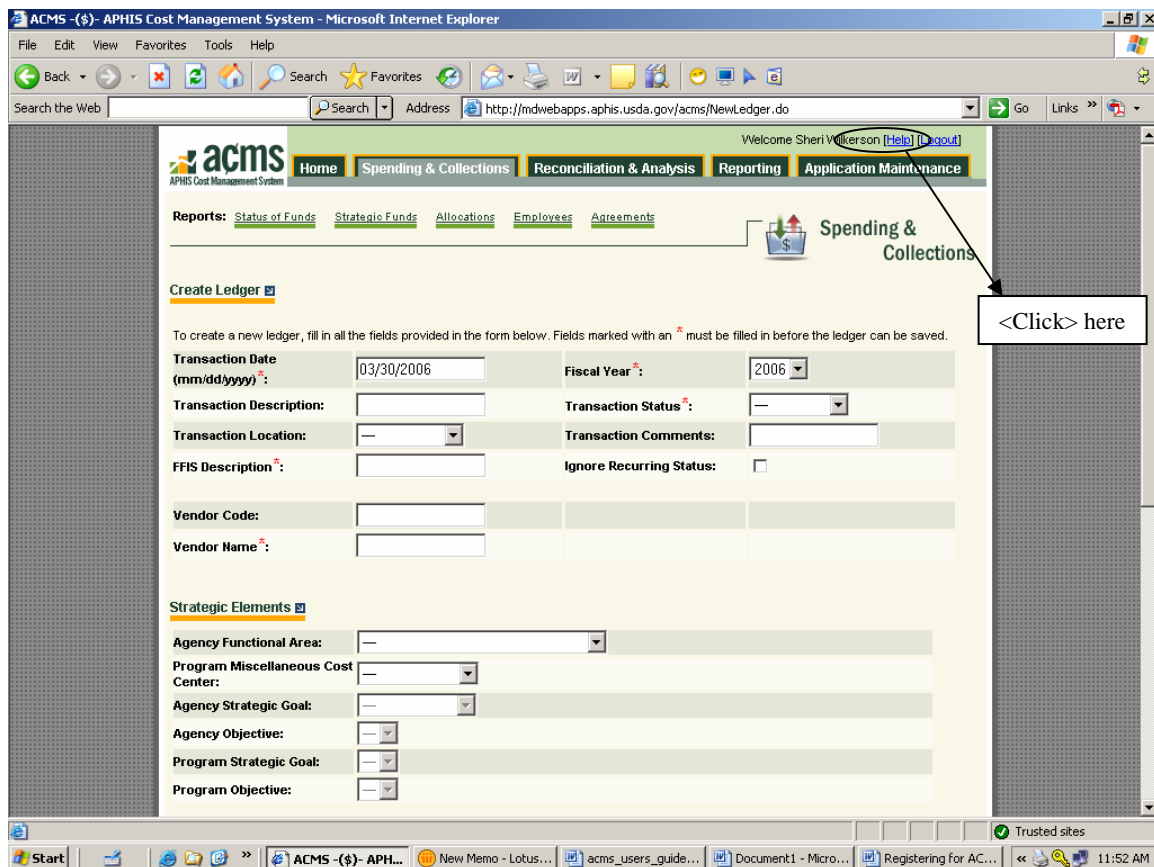 ACMS -($)- APHIS Cost Management System - Microsoft Internet Explorer
File Edit View Favorites Tools Help
Back Search Favorites
Search the Web Search Address http://mdwebapps.aphis.usda.gov/acms/NewLedger.do Go Links »
Welcome Sheri Wilkerson [Help] [Logout]
acms
APHIS Cost Management System
Home Spending & Collections Reconciliation & Analysis Reporting Application Maintenance
Reports: Status of Funds Strategic Funds Allocations Employees Agreements
Spending &
Collections
Create Ledger
<Click> here
To create a new ledger, fill in all the fields provided in the form below. Fields marked with an * must be filled in before the ledger can be saved.
Transaction Date
(mm/dd/yyyy)*: 03/30/2006 Fiscal Year*: 2006
Transaction Description: Transaction Status*: —
Transaction Location: — Transaction Comments:
FFIS Description*: Ignore Recurring Status:
Vendor Code:
Vendor Name*:
Strategic Elements
Agency Functional Area: —
Program Miscellaneous Cost
Center: —
Agency Strategic Goal: —
Agency Objective: —
Program Strategic Goal: —
Program Objective: —
Trusted sites
Start » ACMS -($)- APH... New Memo - Lotus... acms_users_guide... Document1 - Micro... Registering for AC... « 11:52 AM